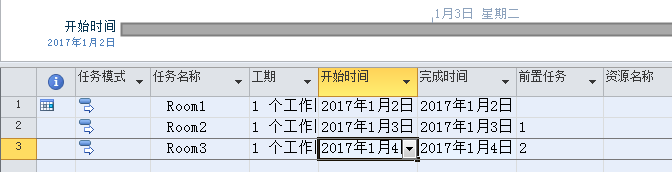 1月3日 星期二
开始时间
2017年1月2日
任务模式 任务名称 工期 开始时间 完成时间 前置任务 资源名称
1 Room1 1 个工作 2017年1月2日 2017年1月2日
2 Room2 1 个工作 2017年1月3日 2017年1月3日 1
3 Room3 1 个工作 2017年1月4 2017年1月4日 2